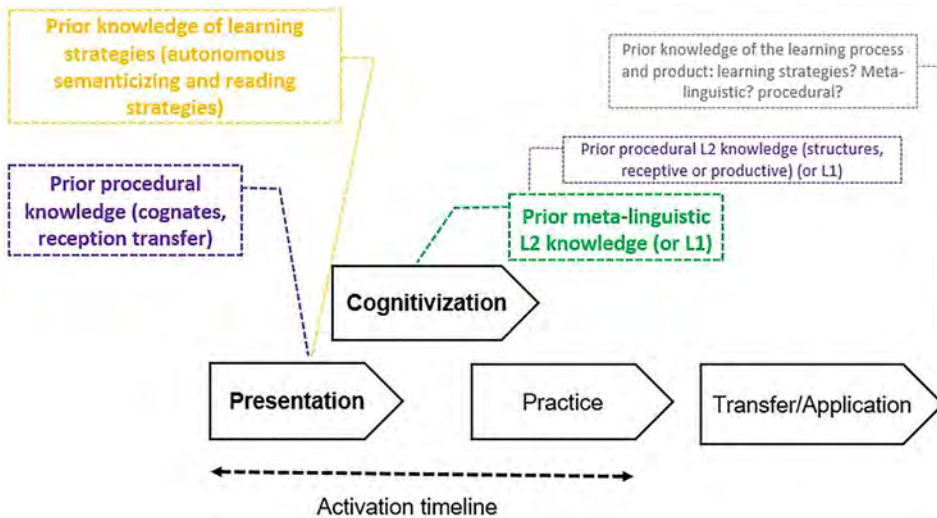 Prior knowledge of learning
strategies (autonomous
semanticizing and reading
strategies)
Prior knowledge of the learning process
and product: learning strategies? Meta-
linguistic? procedural?
Prior procedural L2 knowledge (structures,
receptive or productive) (or L1)
Prior procedural
knowledge (cognates,
reception transfer)
Prior meta-linguistic
L2 knowledge (or L1)
Cognitivization
Presentation
Practice
Transfer/Application
Activation timeline